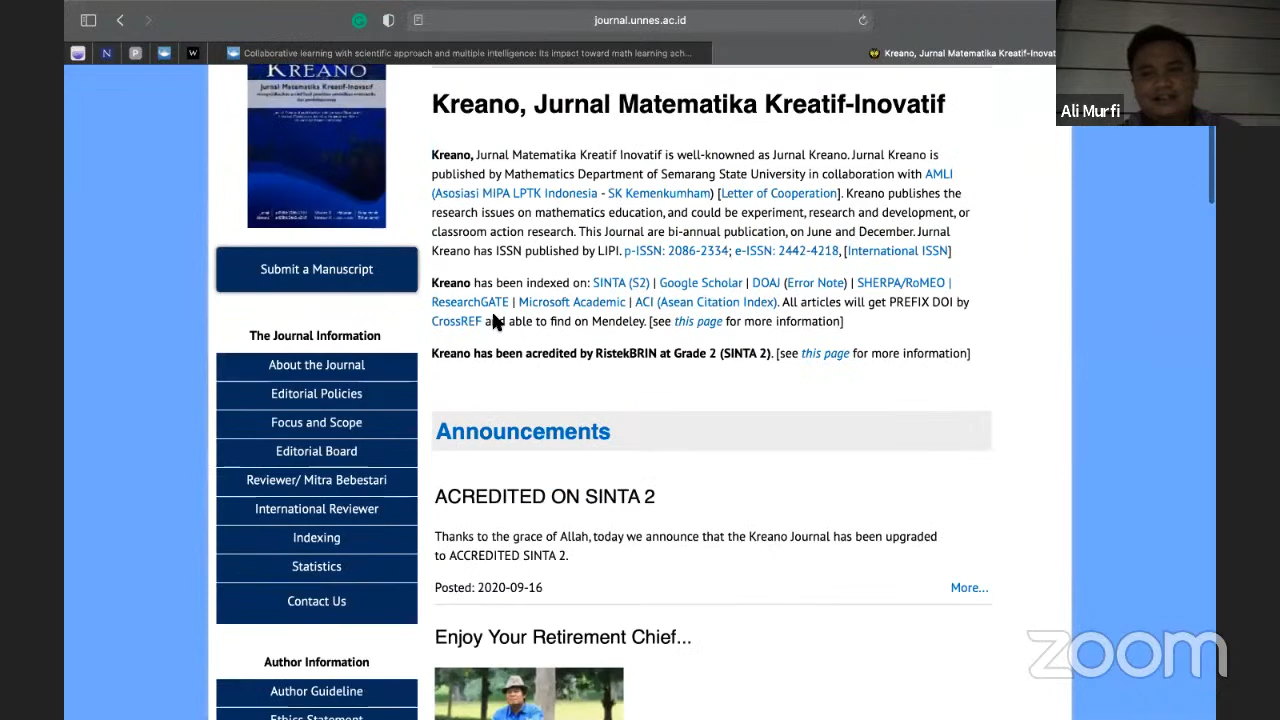 journal.unnes.ac.id
N
P
W
Collaborative learning with scientific approach and multiple intelligence: Its impact toward math learning ach...
Kreano, Jurnal Matematika Kreatif-Inovat
Ali Murfi
KREANO
Jurnal Matematika Kreatif-Inovatif
Submit a Manuscript
The Journal Information
About the Journal
Editorial Policies
Focus and Scope
Editorial Board
Reviewer/ Mitra Bebestari
International Reviewer
Indexing
Statistics
Contact Us
Author Information
Author Guideline
Ethics Statement
Kreano, Jurnal Matematika Kreatif-Inovatif
Kreano, Jurnal Matematika Kreatif Inovatif is well-knowned as Jurnal Kreano. Jurnal Kreano is
published by Mathematics Department of Semarang State University in collaboration with AMLI
(Asosiasi MIPA LPTK Indonesia - SK Kemenkumham) [Letter of Cooperation]. Kreano publishes the
research issues on mathematics education, and could be experiment, research and development, or
classroom action research. This Journal are bi-annual publication, on June and December. Jurnal
Kreano has ISSN published by LIPI. p-ISSN: 2086-2334; e-ISSN: 2442-4218, [International ISSN]
Kreano has been indexed on: SINTA (S2) | Google Scholar | DOAJ (Error Note) | SHERPA/RoMEO |
ResearchGATE | Microsoft Academic | ACI (Asean Citation Index). All articles will get PREFIX DOI by
CrossREF and able to find on Mendeley. [see this page for more information]
Kreano has been acredited by RistekBRIN at Grade 2 (SINTA 2). [see this page for more information]
Announcements
ACREDITED ON SINTA 2
Thanks to the grace of Allah, today we announce that the Kreano Journal has been upgraded
to ACCREDITED SINTA 2.
Posted: 2020-09-16
More...
Enjoy Your Retirement Chief...
zoom